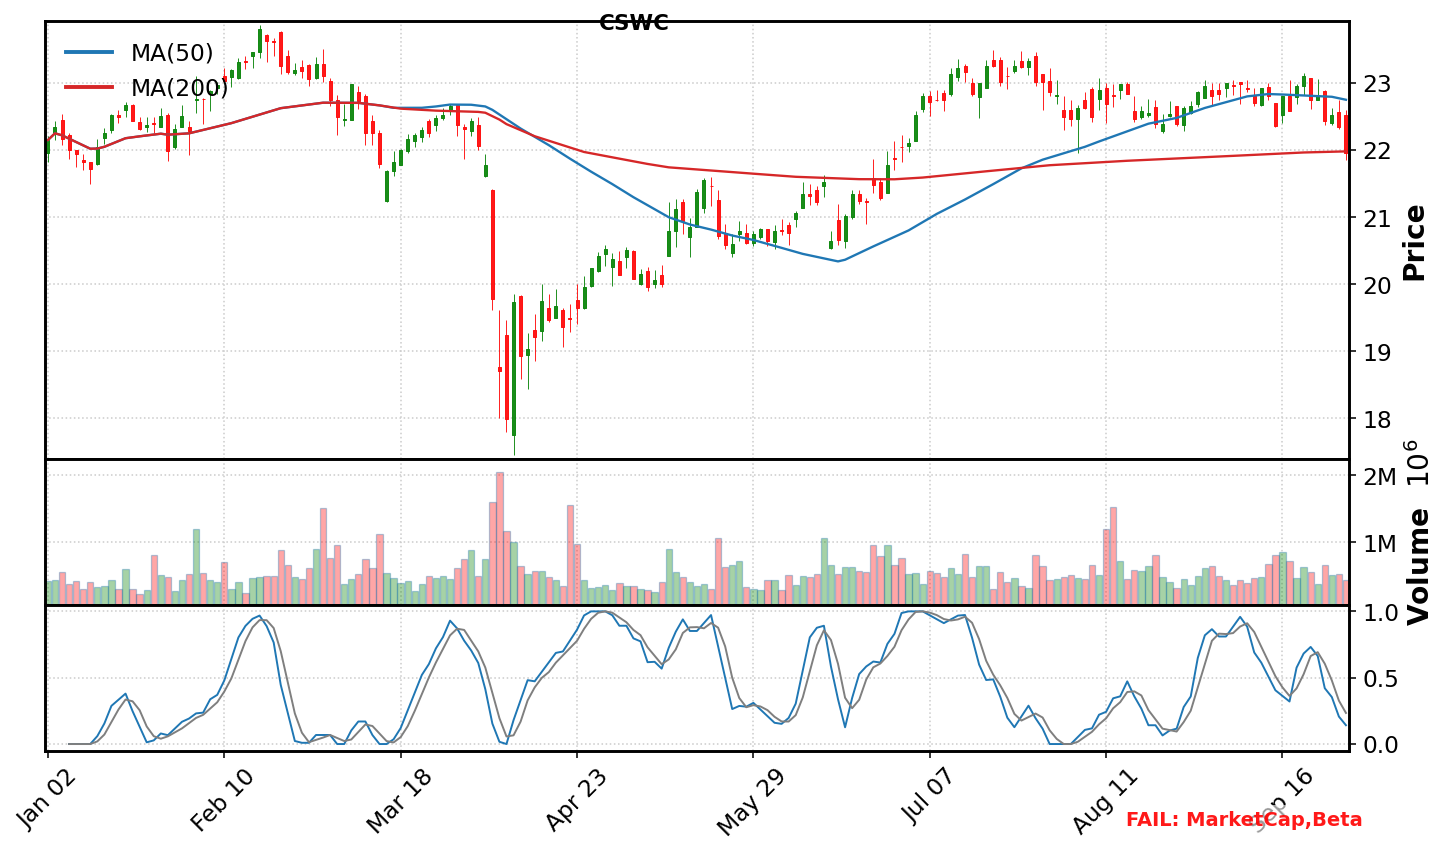 CSWC
MA(50)
MA(200)
23
22
21
20
19
18
Price
2M
1M
Volume 10⁶
1.0
0.5
0.0
Jan 02
Feb 10
Mar 18
Apr 23
May 29
Jul 07
Aug 11
Sep 16
FAIL: MarketCap,Beta